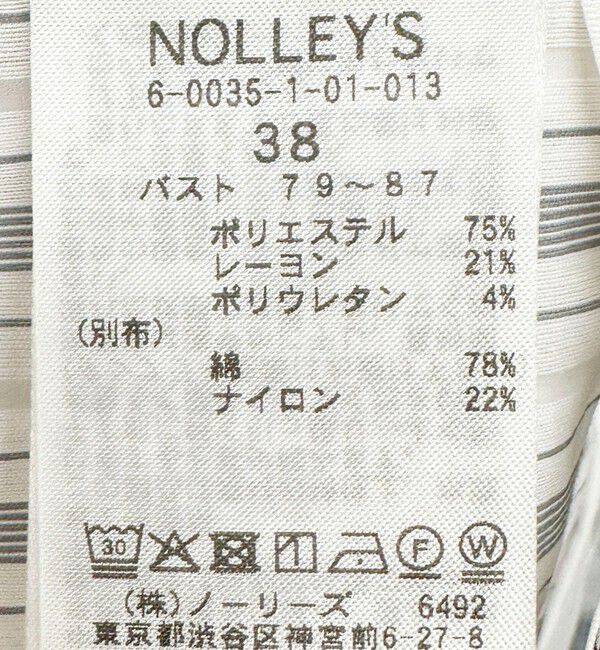 NOLLEY'S
6-0035-1-01-013
38
バスト 79~87
ポリエステル 75%
レーヨン 21%
ポリウレタン 4%
(別布)
綿 78%
ナイロン 22%
30 F W
(株)ノーリーズ 6492
東京都渋谷区神宮前6-27-8